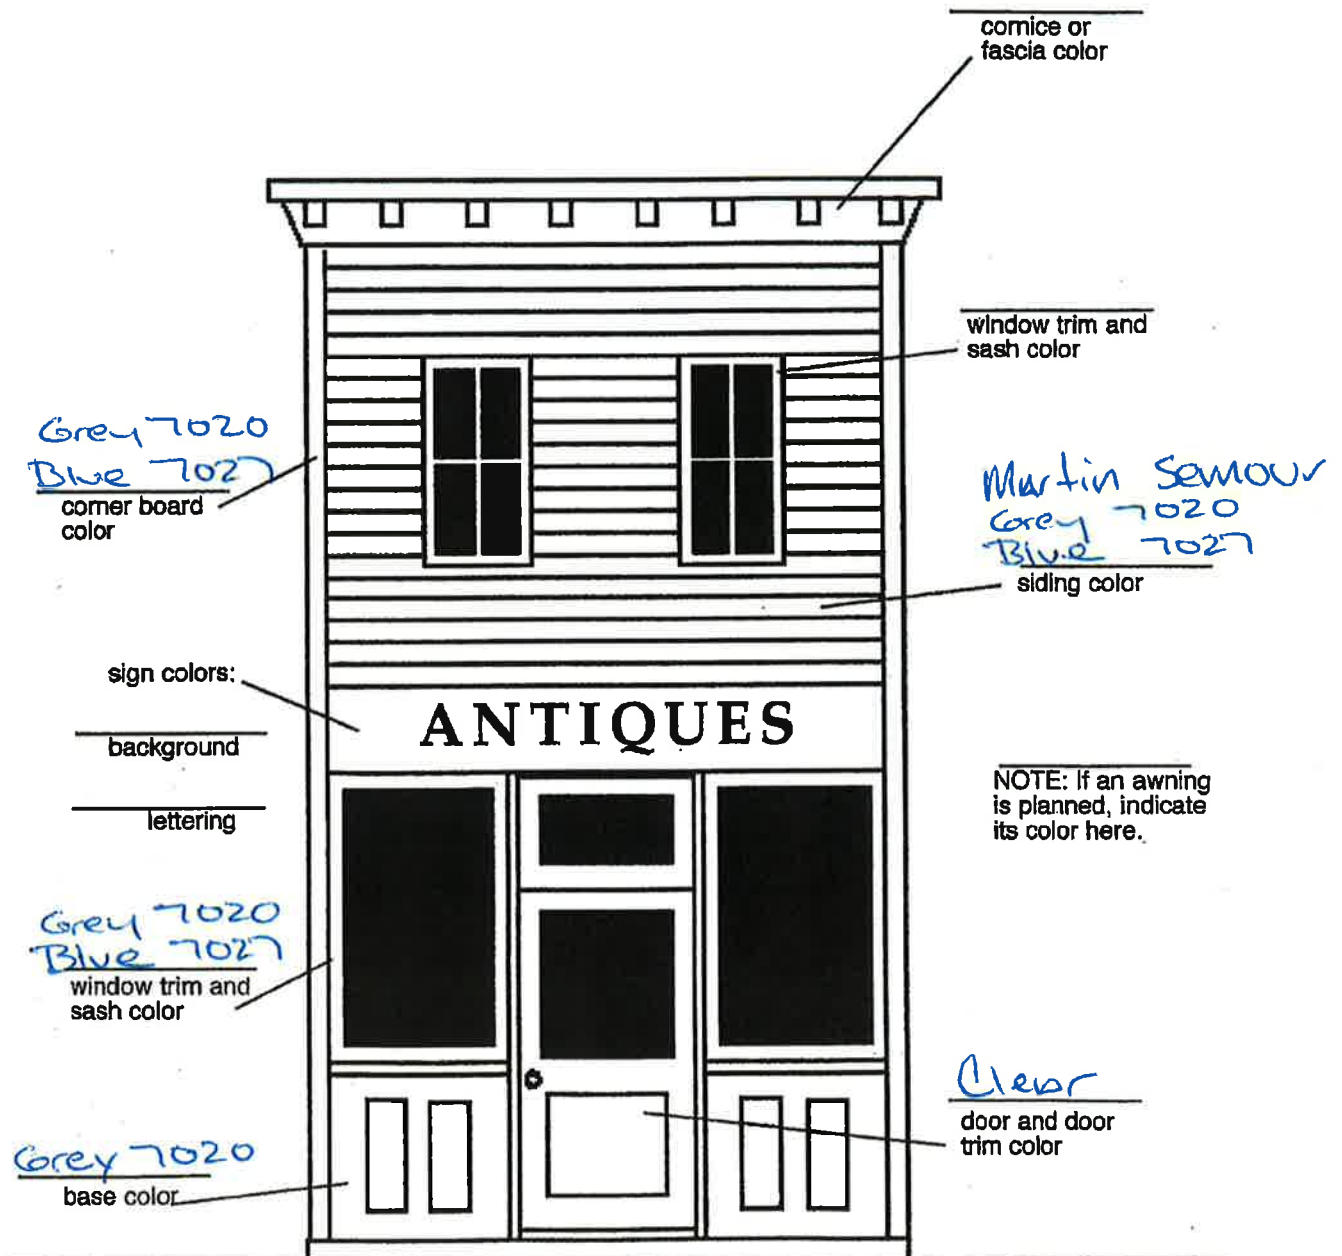 cornice or
fascia color
window trim and
sash color
Grey 7020
Blue 7027
corner board
color
Martin Semour
Grey 7020
Blue 7027
siding color
sign colors:
background
lettering
ANTIQUES
NOTE: If an awning
is planned, indicate
its color here.
Grey 7020
Blue 7027
window trim and
sash color
Clear
door and door
trim color
Grey 7020
base color